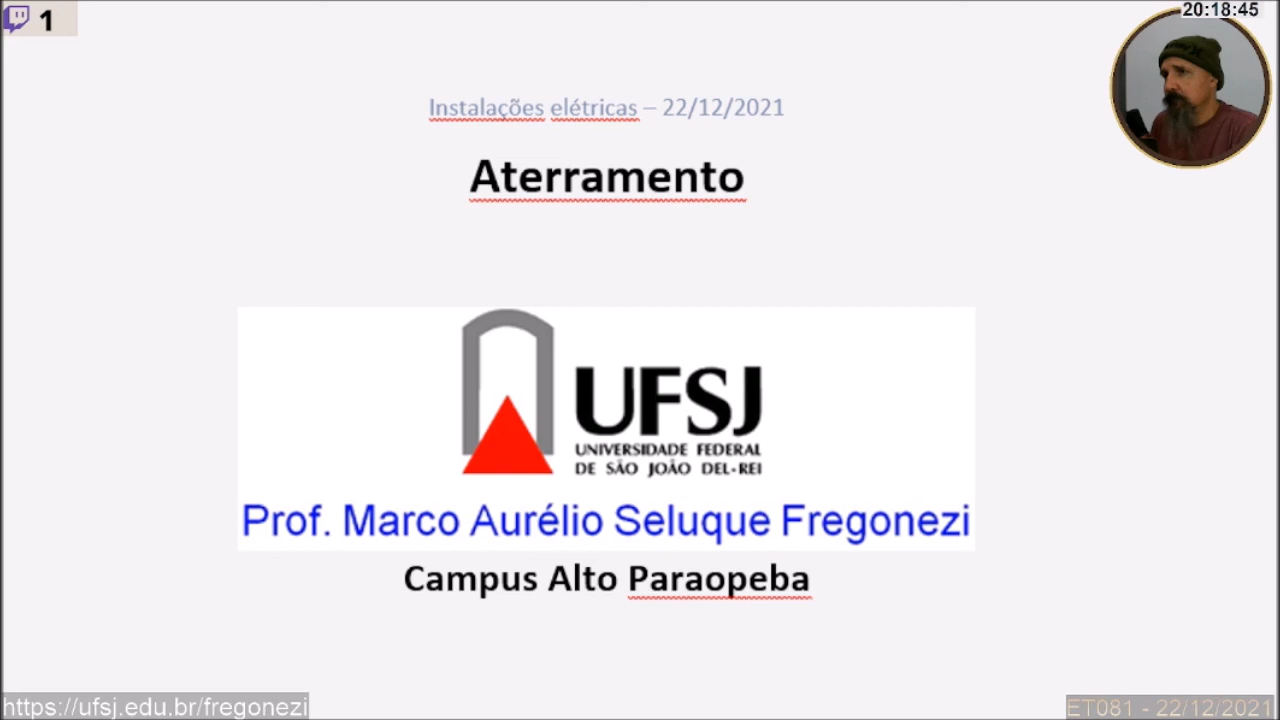 1
20:18:45
Instalações elétricas – 22/12/2021
Aterramento
UFSJ
UNIVERSIDADE FEDERAL
DE SÃO JOÃO DEL-REI
Prof. Marco Aurélio Seluque Fregonezi
Campus Alto Paraopeba
https://ufsj.edu.br/fregonezi
ET081 - 22/12/2021